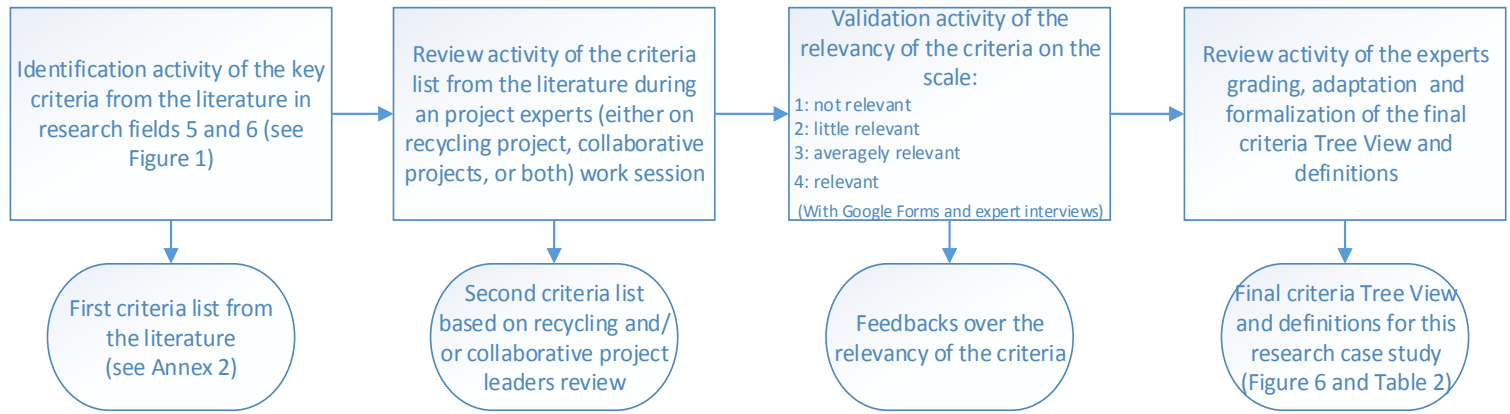 Identification activity of the key
criteria from the literature in
research fields 5 and 6 (see
Figure 1)
Review activity of the criteria
list from the literature during
an project experts (either on
recycling project, collaborative
projects, or both) work session
Validation activity of the
relevancy of the criteria on the
scale:
1: not relevant
2: little relevant
3: averagely relevant
4: relevant
(With Google Forms and expert interviews)
Review activity of the experts
grading, adaptation and
formalization of the final
criteria Tree View and
definitions
First criteria list from
the literature
(see Annex 2)
Second criteria list
based on recycling and/
or collaborative project
leaders review
Feedbacks over the
relevancy of the criteria
Final criteria Tree View
and definitions for this
research case study
(Figure 6 and Table 2)